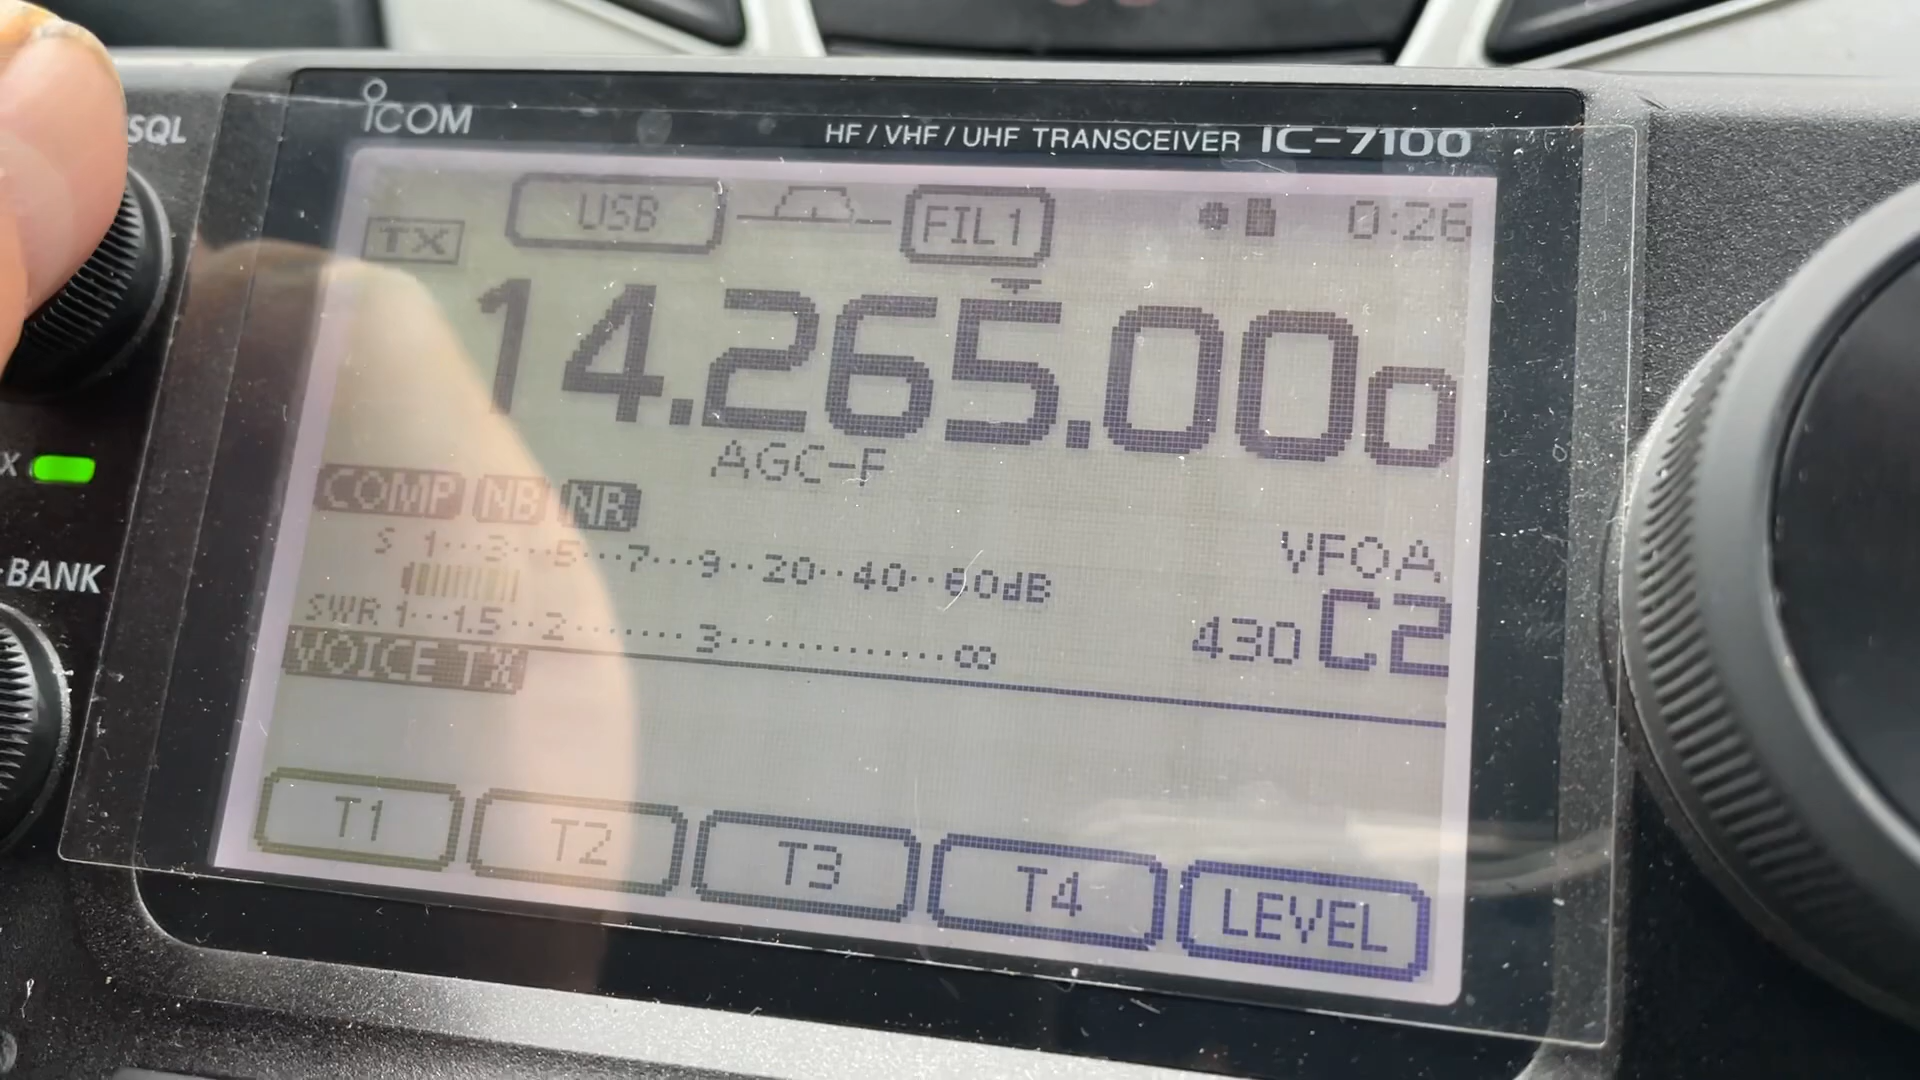 SQL
ICOM
HF / VHF / UHF TRANSCEIVER IC-7100
TX
USB
FIL1
0:26
14.265.000
AGC-F
COMP NB NR
S 1···3···5···7···9··20··40··60dB
SWR 1···1.5··2·······3·············∞
VFOA
430 C2
VOICE TX
T1 T2 T3 T4 LEVEL
X
BANK